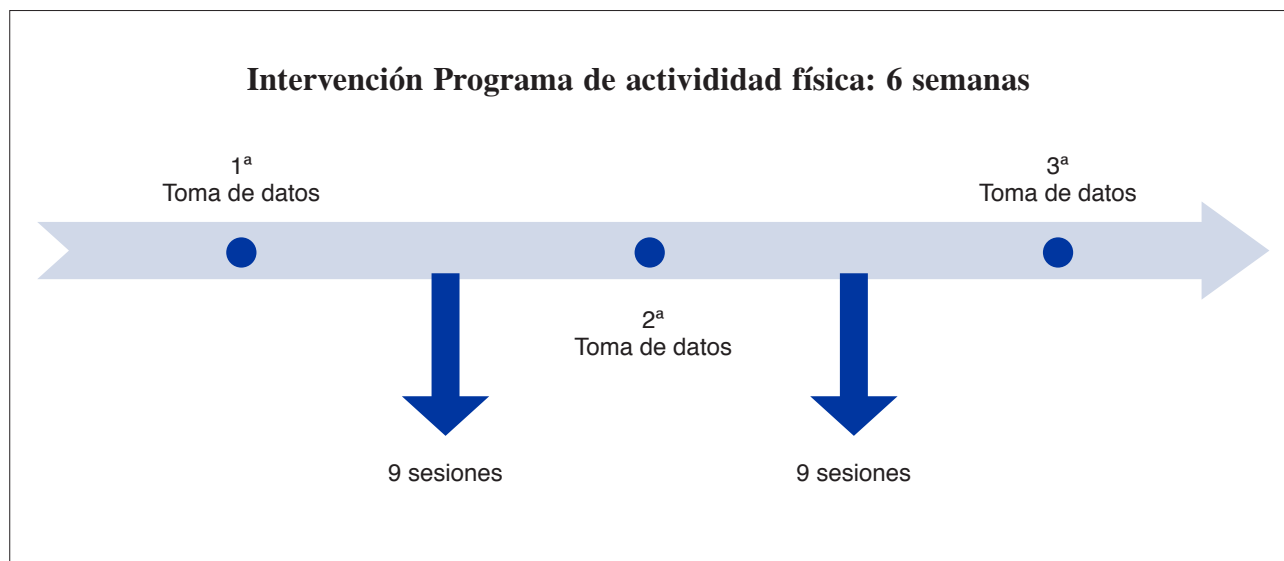 Intervención Programa de activididad física: 6 semanas
1ª
Toma de datos
3ª
Toma de datos
2ª
Toma de datos
9 sesiones
9 sesiones